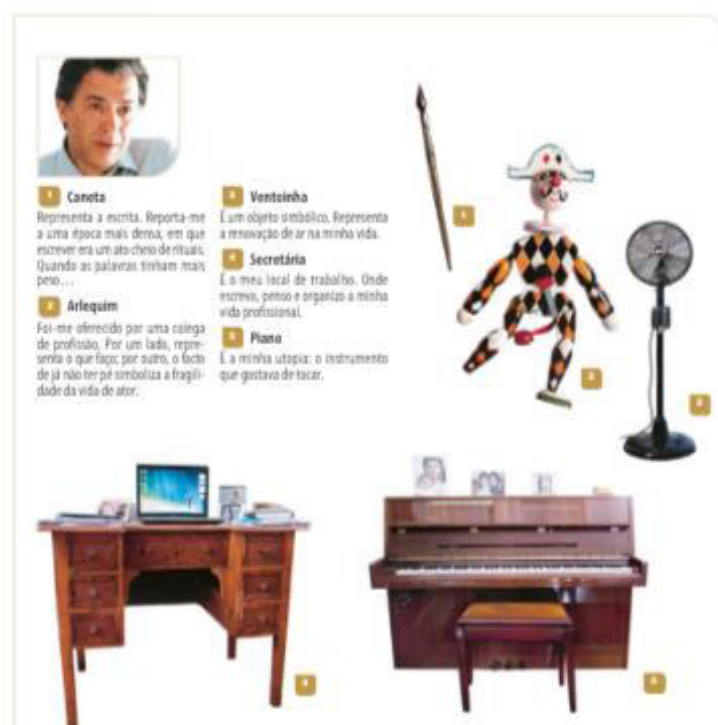 1 Caneta
Representa a escrita. Reporta-me
a uma época mais densa, em que
escrever era um ato cheio de rituais.
Quando as palavras tinham mais
peso…
2 Arlequim
Foi-me oferecido por uma colega
de profissão. Por um lado, repre-
senta o que faço; por outro, o facto
de já não ter pé simboliza a fragili-
dade da vida de ator.
3 Ventoinha
É um objeto simbólico. Representa
a renovação de ar na minha vida.
4 Secretária
É o meu local de trabalho. Onde
escrevo, penso e organizo a minha
vida profissional.
5 Piano
É a minha utopia: o instrumento
que gostava de tocar.